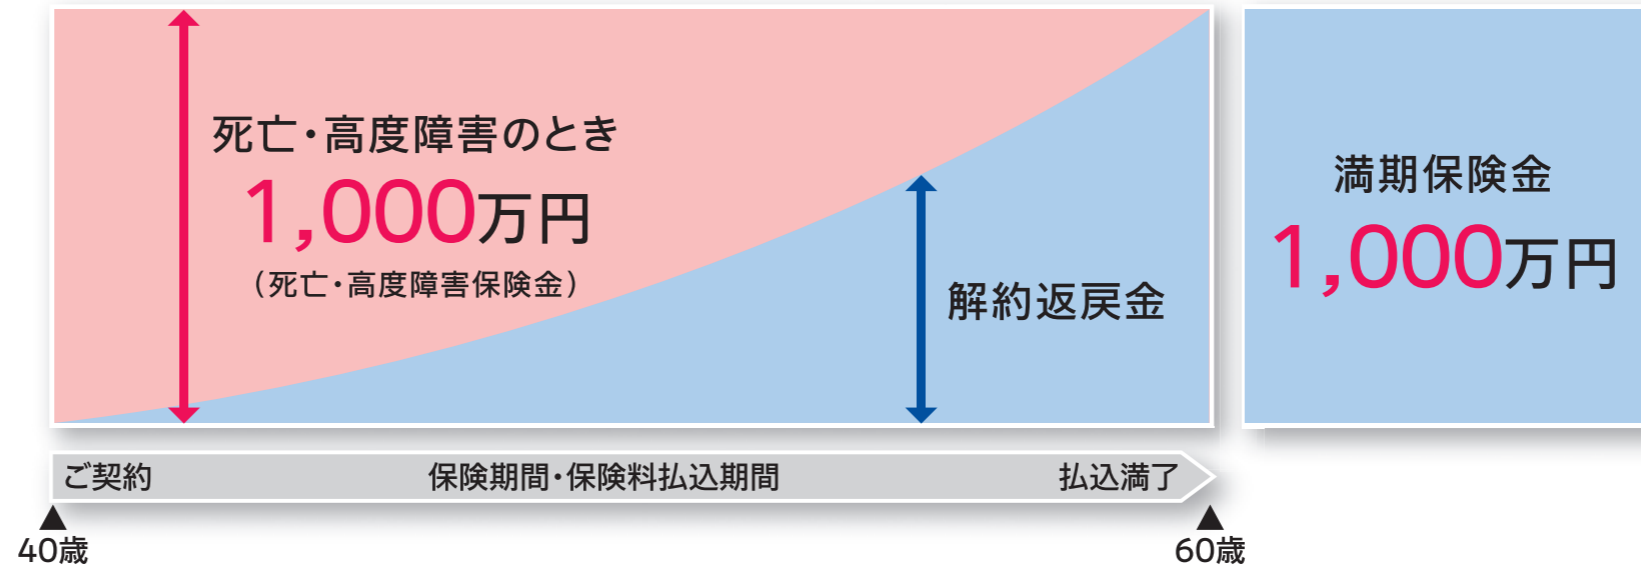 死亡・高度障害のとき
1,000万円
（死亡・高度障害保険金）
解約返戻金
満期保険金
1,000万円
ご契約 保険期間・保険料払込期間 払込満了
▲ ▲
40歳 60歳